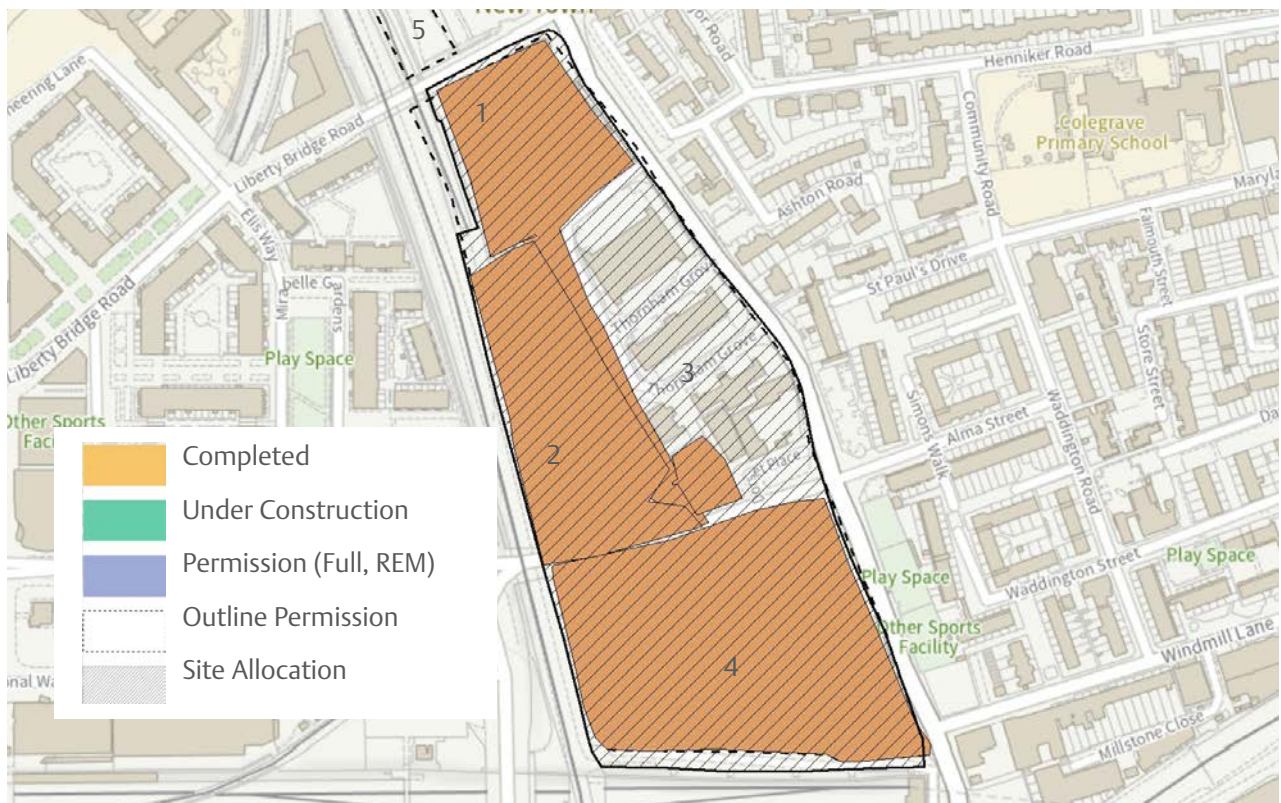 New Town
5
Henniker Road
Liberty Bridge Road
1
Community Road
Colegrave
Primary School
Ashton Road
Ellis Way
St Paul's Drive
Falmouth Street
Liberty Bridge Road
Thornham Grove
Thornham Grove
Play Space
3
Store Street
Simons Walk
Alma Street
Waddington Road
Other Sports
2
Place
Completed
Under Construction
Permission (Full, REM)
Outline Permission
Site Allocation
Play Space
Waddington Street
Play Space
Other Sports
Facility
Windmill Lane
4
Millstone Close